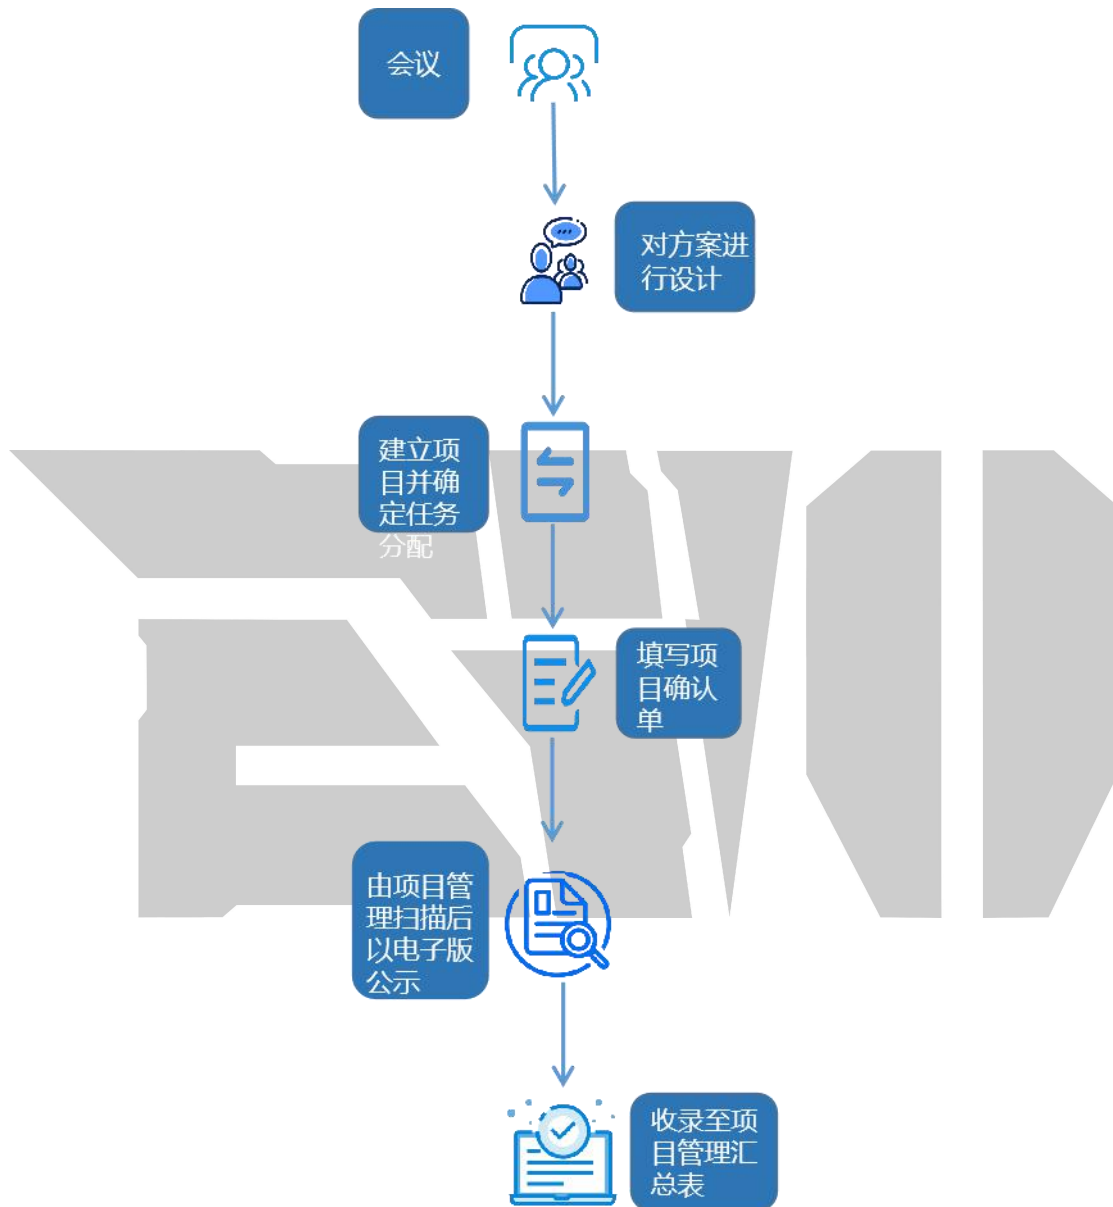 会议
对方案进
行设计
建立项
目并确
定任务
分配
填写项
目确认
单
由项目管
理扫描后
以电子版
公示
收录至项
目管理汇
总表